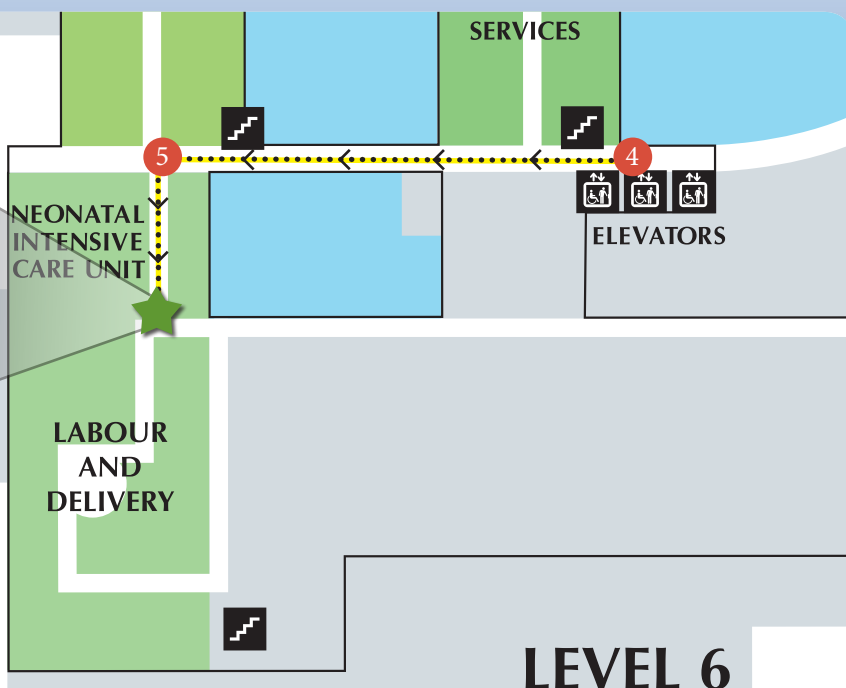 SERVICES
5
4
NEONATAL
INTENSIVE
CARE UNIT
ELEVATORS
LABOUR
AND
DELIVERY
LEVEL 6